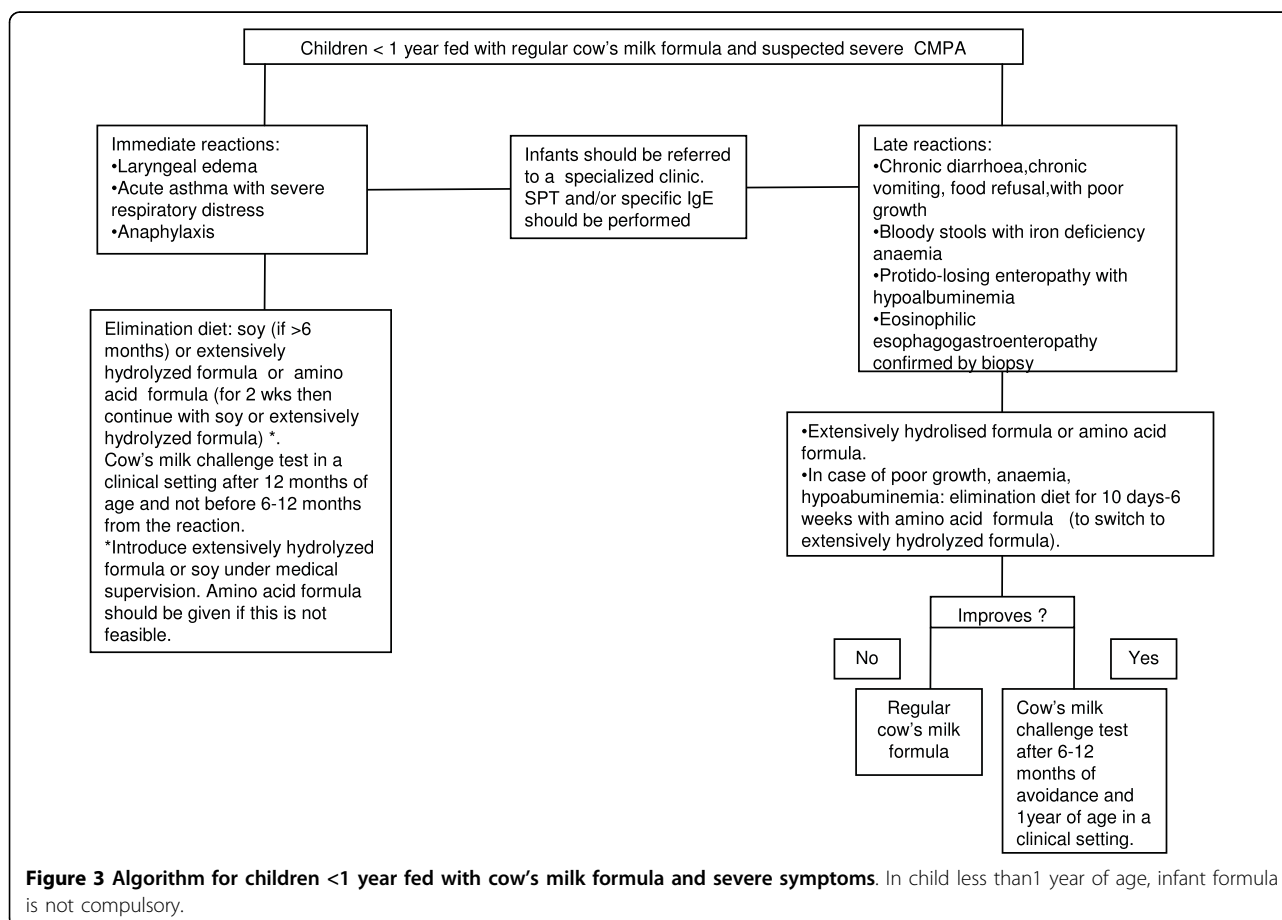 Children < 1 year fed with regular cow's milk formula and suspected severe CMPA
Immediate reactions:
•Laryngeal edema
•Acute asthma with severe
respiratory distress
•Anaphylaxis
Infants should be referred
to a specialized clinic.
SPT and/or specific IgE
should be performed
Late reactions:
•Chronic diarrhoea,chronic
vomiting, food refusal,with poor
growth
•Bloody stools with iron deficiency
anaemia
•Protido-losing enteropathy with
hypoalbuminemia
•Eosinophilic
esophagogastroenteropathy
confirmed by biopsy
Elimination diet: soy (if >6
months) or extensively
hydrolyzed formula or amino
acid formula (for 2 wks then
continue with soy or extensively
hydrolyzed formula) *.
Cow's milk challenge test in a
clinical setting after 12 months of
age and not before 6-12 months
from the reaction.
*Introduce extensively hydrolyzed
formula or soy under medical
supervision. Amino acid formula
should be given if this is not
feasible.
•Extensively hydrolised formula or amino acid
formula.
•In case of poor growth, anaemia,
hypoabuminemia: elimination diet for 10 days-6
weeks with amino acid formula (to switch to
extensively hydrolyzed formula).
Improves ?
No
Yes
Regular
cow's milk
formula
Cow's milk
challenge test
after 6-12
months of
avoidance and
1year of age in a
clinical setting.
Figure 3 Algorithm for children <1 year fed with cow's milk formula and severe symptoms. In child less than1 year of age, infant formula
is not compulsory.